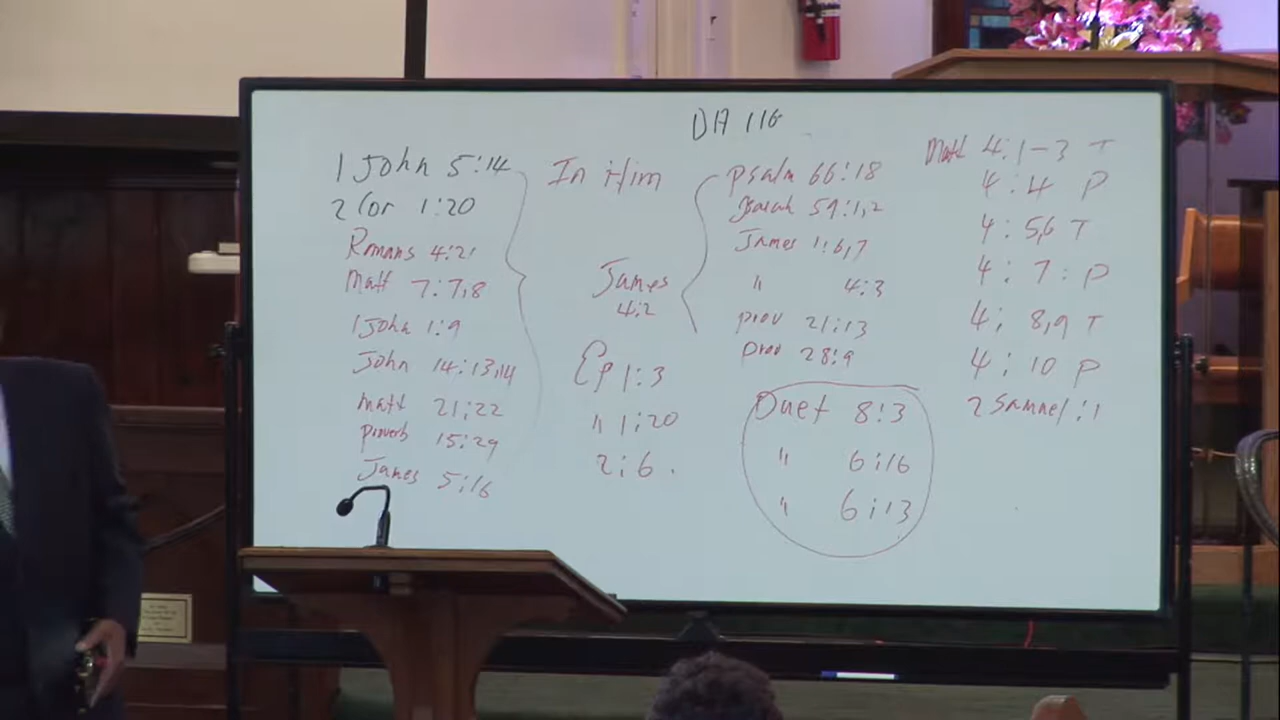 DA 116
1 John 5:14
2 Cor 1:20
Romans 4:21
Matt 7:7,8
1 John 1:9
John 14:13,14
Matt 21:22
Proverb 15:29
James 5:16
In Him
James
4:2
Ep 1:3
" 1:20
2:6.
psalm 66:18
Isaiah 59:1,2
James 1:6,7
" 4:3
prov 21:13
prov 28:9
Duet 8:3
" 6:16
" 6:13
Matt 4:1-3 T
4:4 P
4:5,6 T
4:7:P
4; 8,9 T
4; 10 P
2 Samuel:1